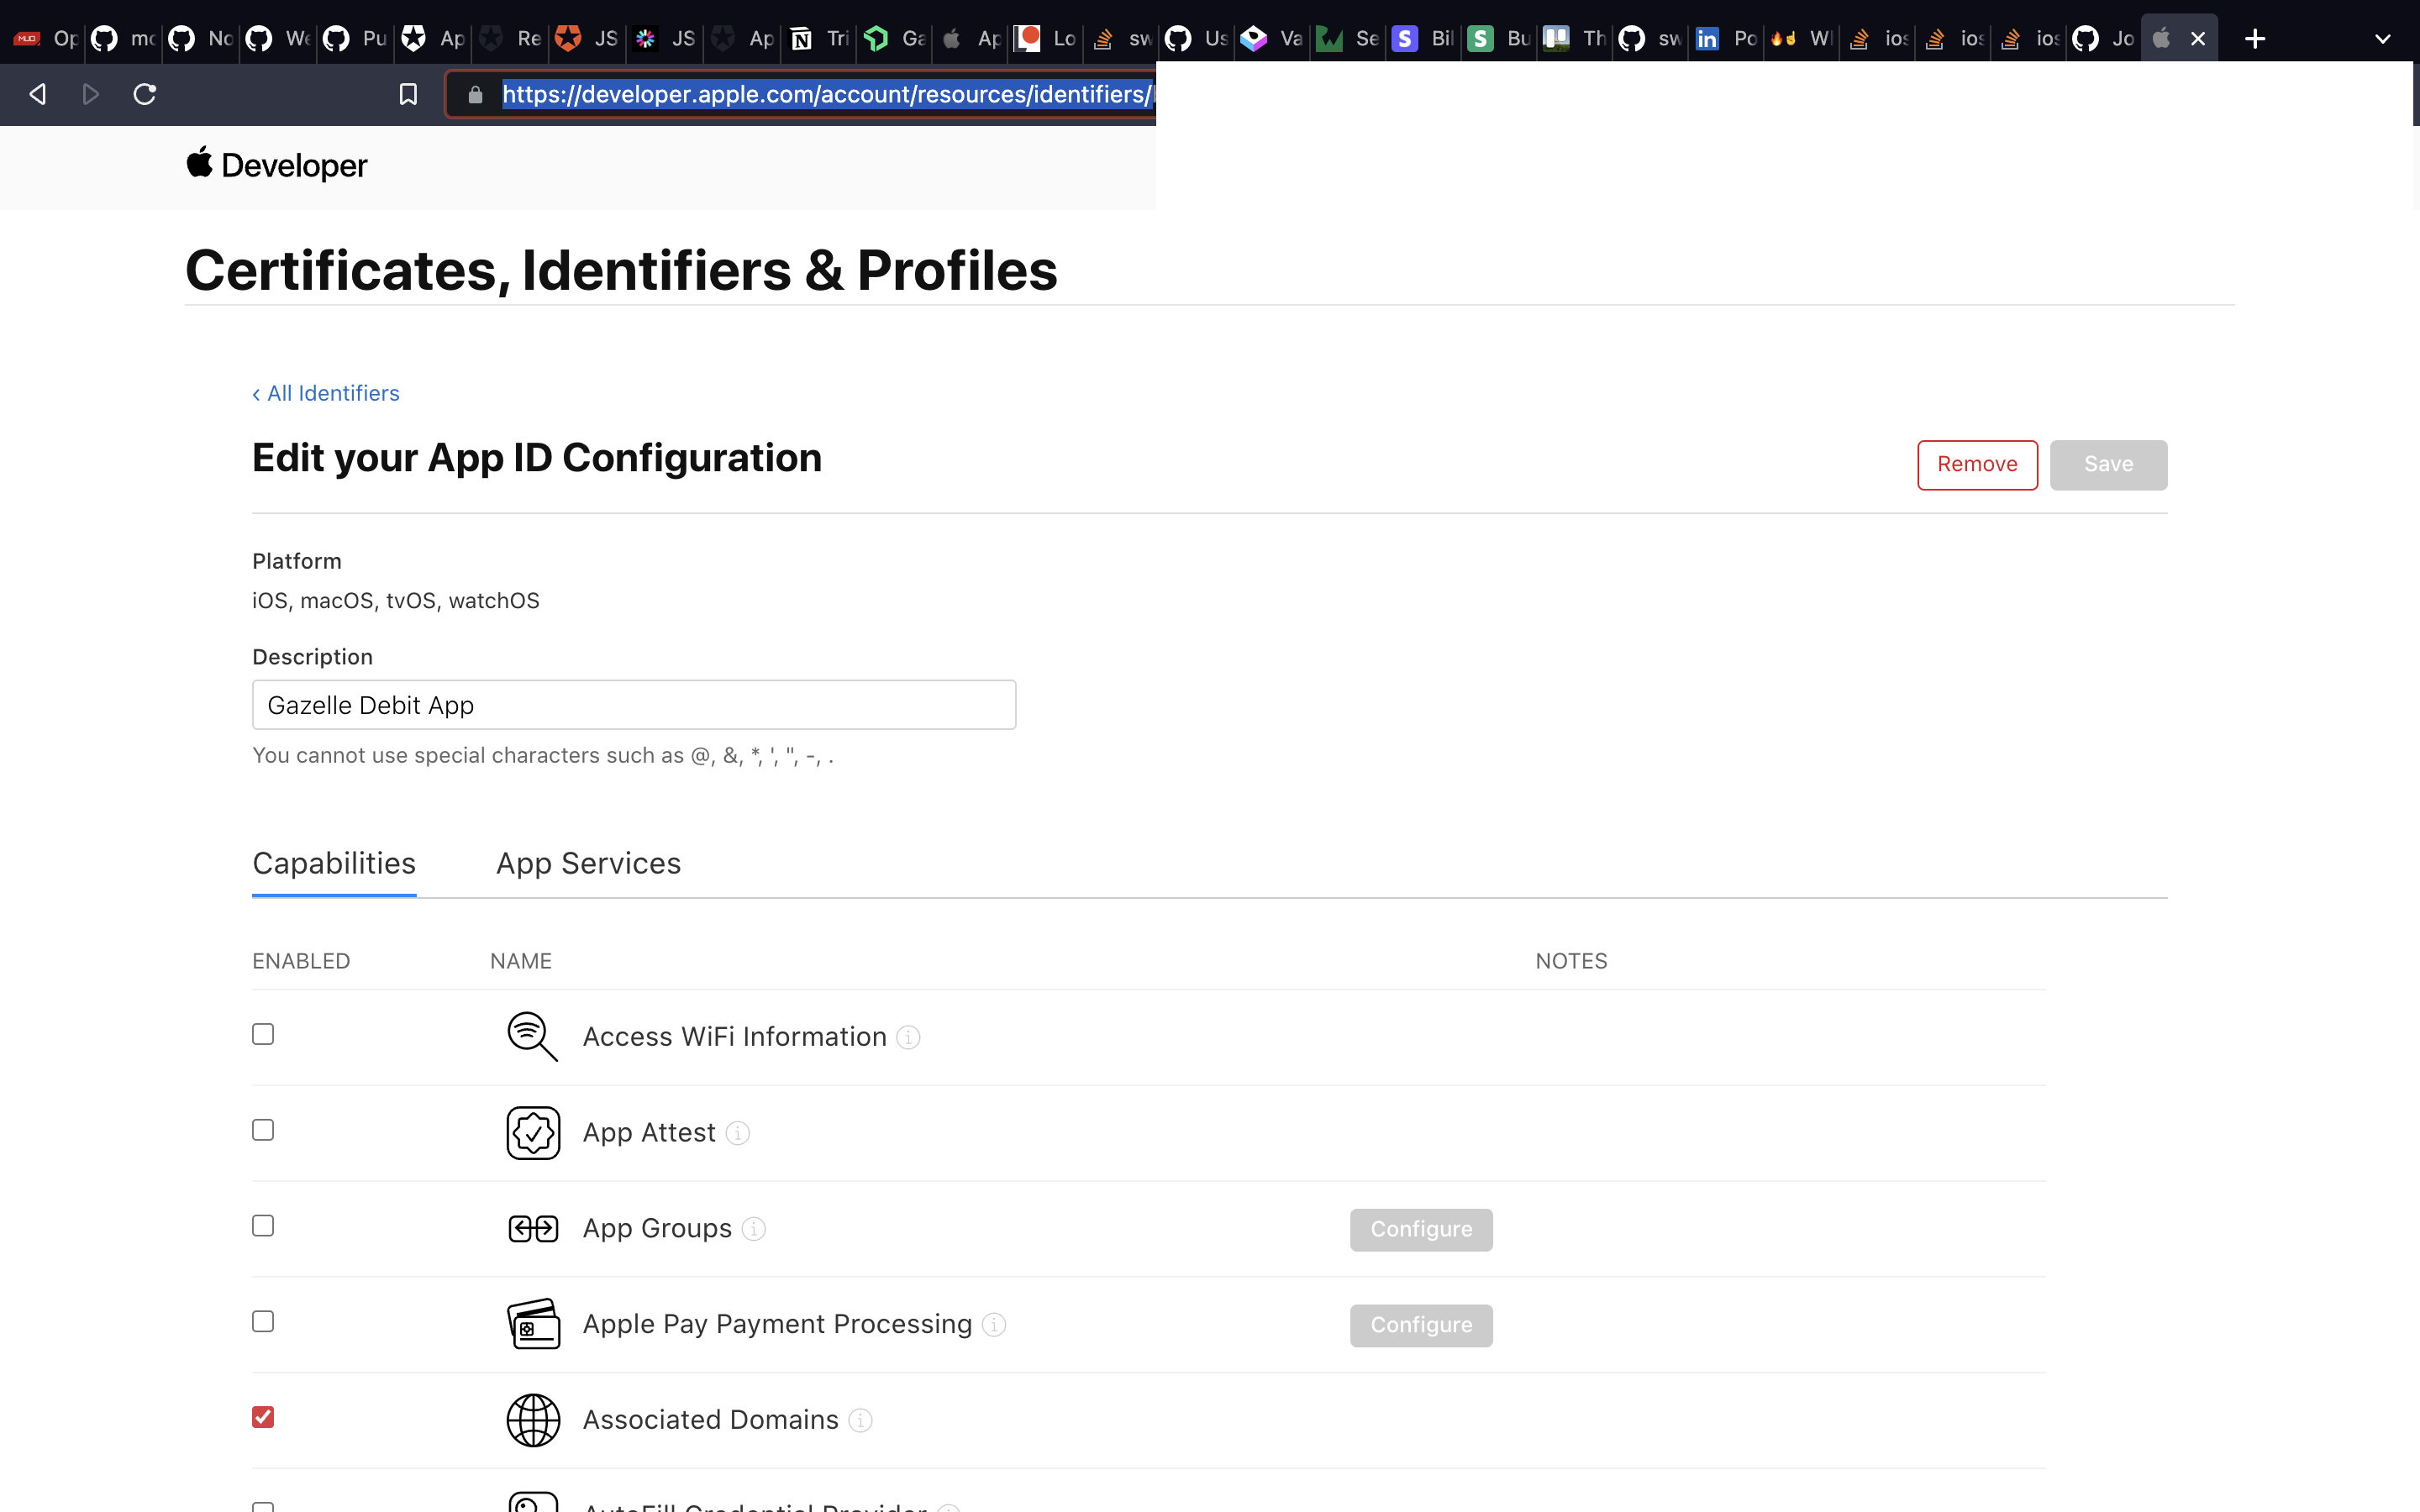 MUO Op mo No We Pu Ap Re JS JS Ap Tri Ga Ap Lo sw Us Va Se Bil Bu Th sw Po WI ios ios ios Jo
https://developer.apple.com/account/resources/identifiers/
Developer
Certificates, Identifiers & Profiles
‹ All Identifiers
Edit your App ID Configuration
Remove Save
Platform
iOS, macOS, tvOS, watchOS
Description
Gazelle Debit App
You cannot use special characters such as @, &, *, ', ", -, .
Capabilities App Services
ENABLED NAME NOTES
Access WiFi Information
App Attest
App Groups Configure
Apple Pay Payment Processing Configure
Associated Domains
AutoFill Credential Provider